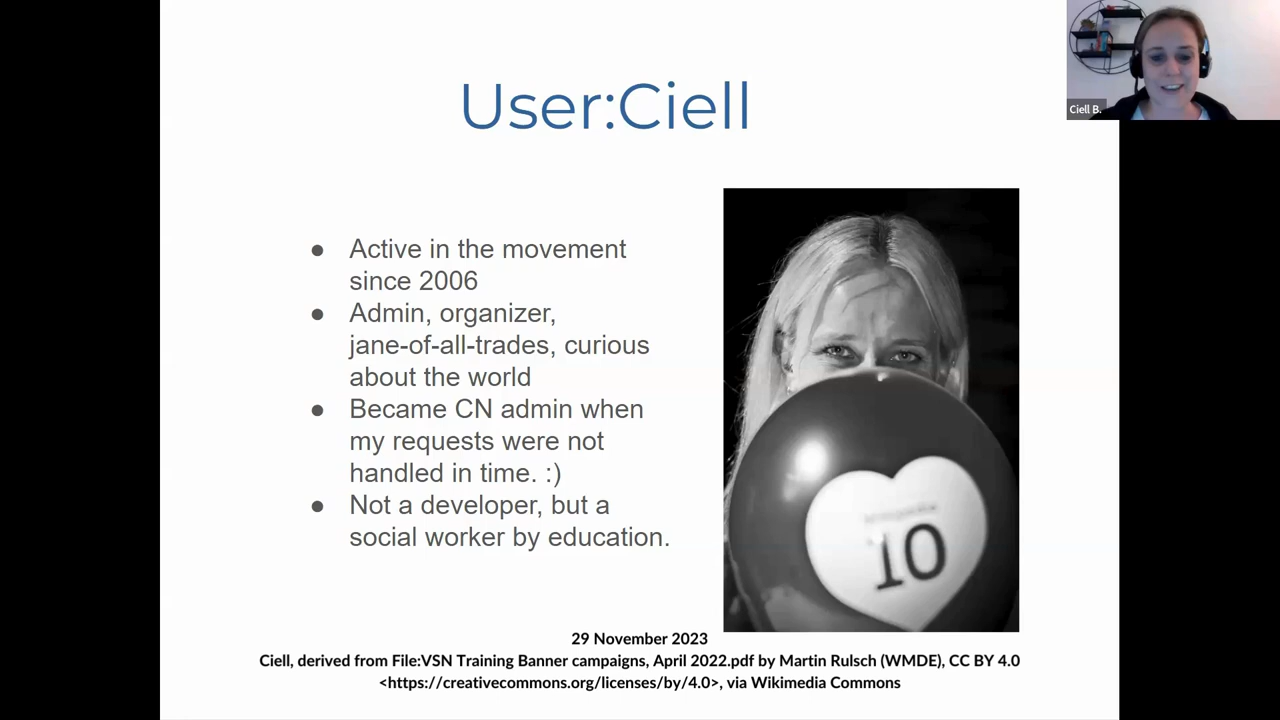 User:Ciell
Ciell B.
● Active in the movement
since 2006
● Admin, organizer,
jane-of-all-trades, curious
about the world
● Became CN admin when
my requests were not
handled in time. :)
● Not a developer, but a
social worker by education.
10
29 November 2023
Ciell, derived from File:VSN Training Banner campaigns, April 2022.pdf by Martin Rulsch (WMDE), CC BY 4.0
<https://creativecommons.org/licenses/by/4.0>, via Wikimedia Commons